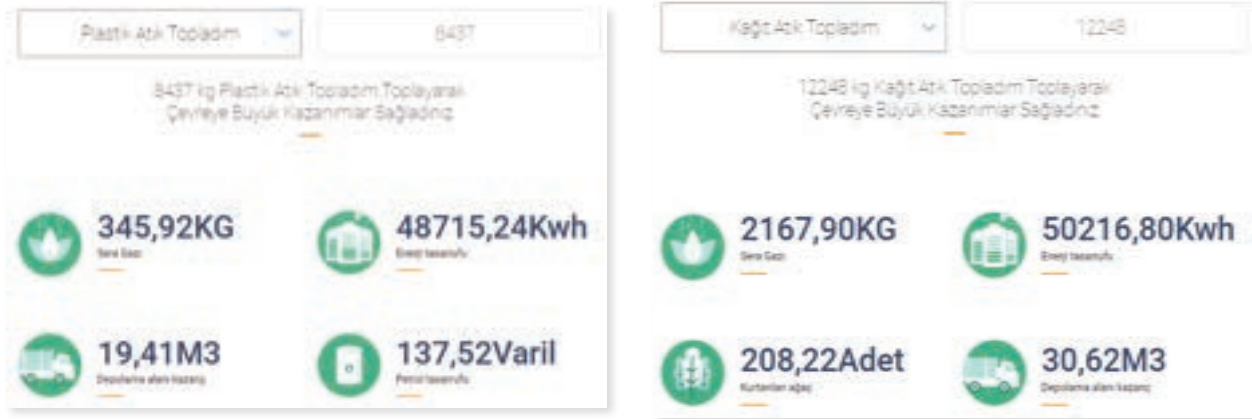 Plastik Atık Topladım
8437
8437 kg Plastik Atık Topladım Toplayarak
Çevreye Büyük Kazanımlar Sağladınız
345,92KG
Sera Gazı
48715,24Kwh
Enerji tasarrufu
19,41M3
Depolama alanı kazanç
137,52Varil
Petrol tasarrufu
Kağıt Atık Topladım
12248
12248 kg Kağıt Atık Topladım Toplayarak
Çevreye Büyük Kazanımlar Sağladınız
2167,90KG
Sera Gazı
50216,80Kwh
Enerji tasarrufu
208,22Adet
Kurtarılan ağaç
30,62M3
Depolama alanı kazanç